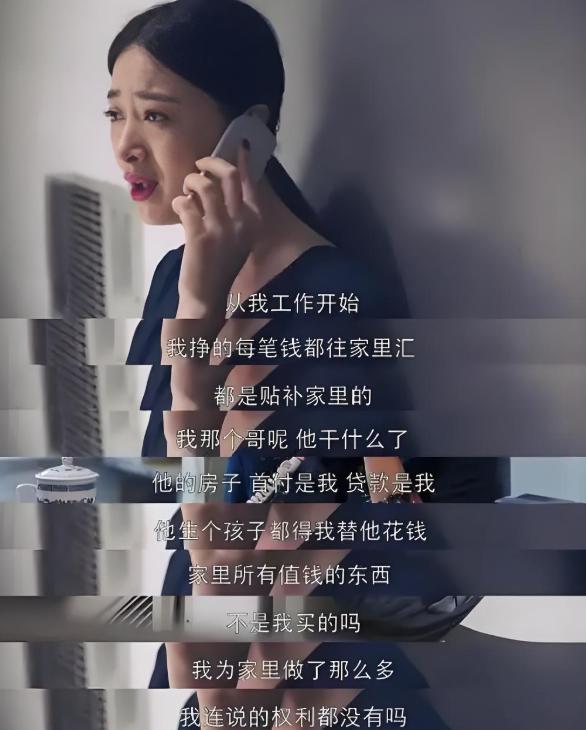 从我工作开始
我挣的每笔钱都往家里汇
都是贴补家里的
我那个哥呢 他干什么了
他的房子 首付是我 贷款是我
他生个孩子都得我替他花钱
家里所有值钱的东西
不是我买的吗
我为家里做了那么多
我连说的权利都没有吗